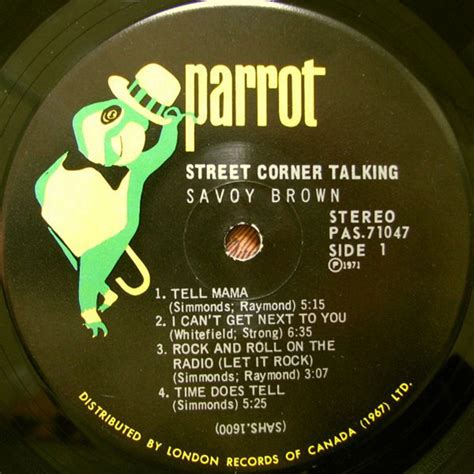 parrot
STREET CORNER TALKING
SAVOY BROWN
STEREO
PAS.71047
SIDE 1
Ⓟ1971
1. TELL MAMA
(Simmonds; Raymond) 5:15
2. I CAN'T GET NEXT TO YOU
(Whitefield; Strong) 6:35
3. ROCK AND ROLL ON THE
RADIO (LET IT ROCK)
(Simmonds; Raymond) 3:07
4. TIME DOES TELL
(Simmonds) 5:25
(SAHS.1600)
DISTRIBUTED BY LONDON RECORDS OF CANADA (1967) LTD.